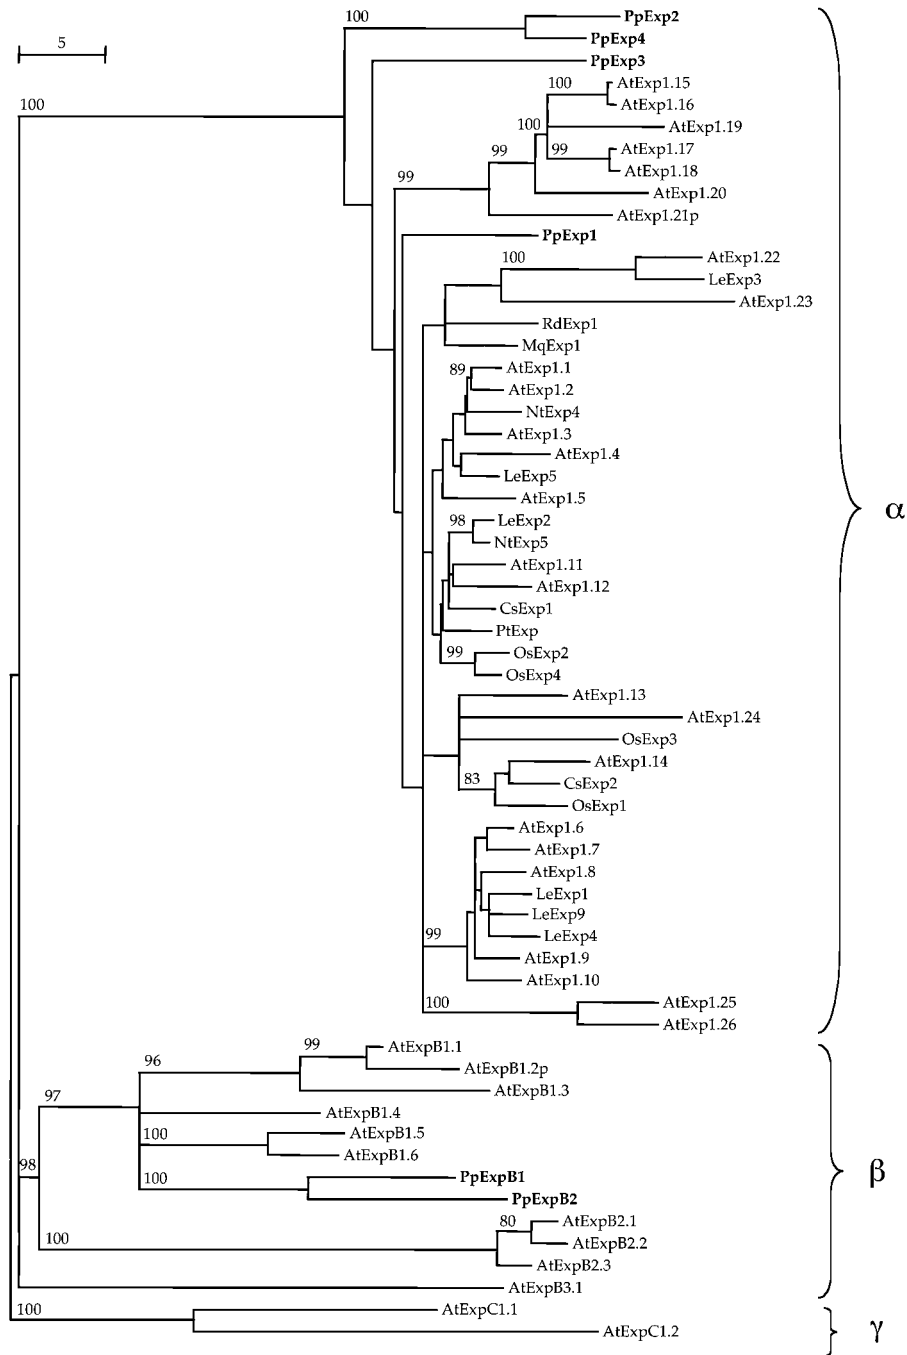 100
PpExp2
5
PpExp4
PpExp3
100
AtExp1.15
100
AtExp1.16
100
AtExp1.19
99
99
AtExp1.17
99
AtExp1.18
AtExp1.20
AtExp1.21p
PpExp1
100
AtExp1.22
LeExp3
AtExp1.23
RdExp1
MqExp1
89
AtExp1.1
AtExp1.2
NtExp4
AtExp1.3
AtExp1.4
LeExp5
AtExp1.5
α
98
LeExp2
NtExp5
AtExp1.11
AtExp1.12
CsExp1
PtExp
99
OsExp2
OsExp4
AtExp1.13
AtExp1.24
OsExp3
AtExp1.14
83
CsExp2
OsExp1
AtExp1.6
AtExp1.7
AtExp1.8
LeExp1
LeExp9
99
LeExp4
AtExp1.9
AtExp1.10
100
AtExp1.25
AtExp1.26
99
AtExpB1.1
96
AtExpB1.2p
AtExpB1.3
97
AtExpB1.4
100
AtExpB1.5
AtExpB1.6
98
100
PpExpB1
β
PpExpB2
80
AtExpB2.1
100
AtExpB2.2
AtExpB2.3
AtExpB3.1
100
AtExpC1.1
γ
AtExpC1.2